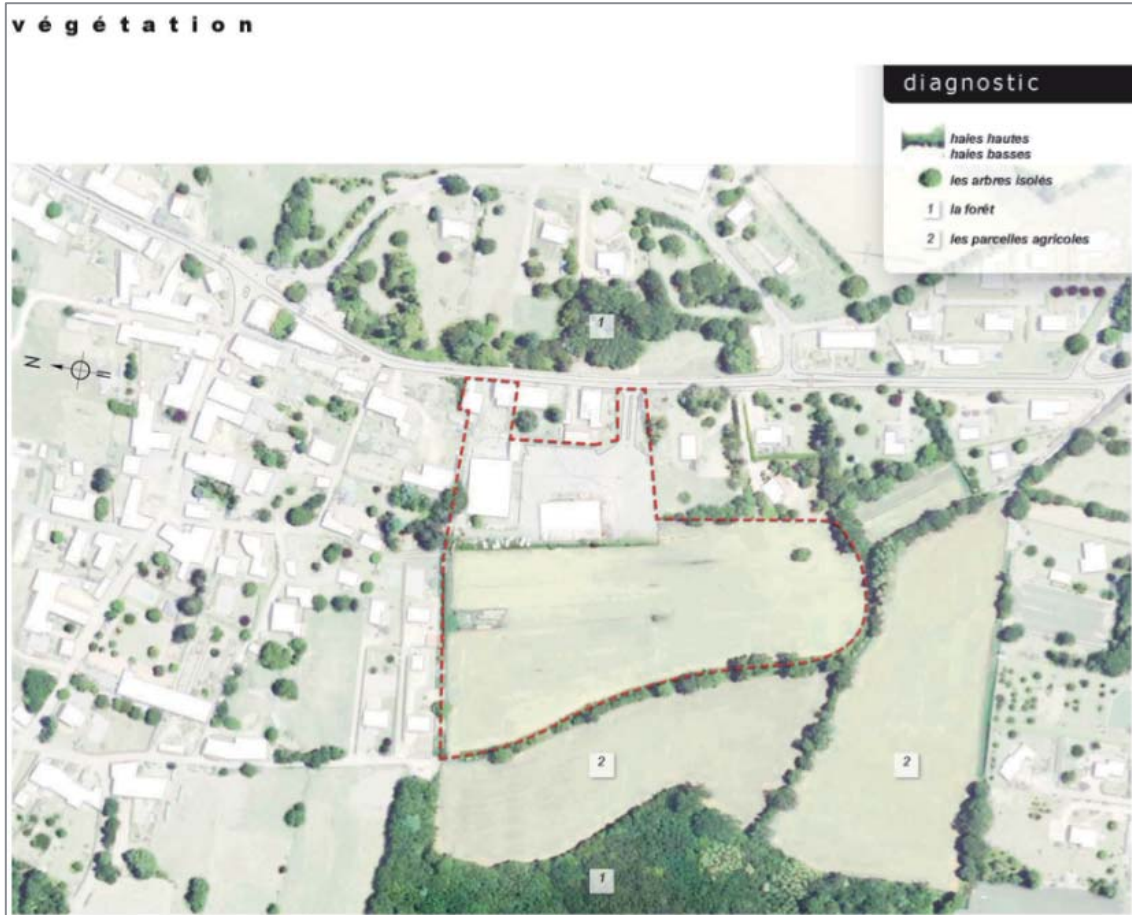 végétation
diagnostic
haies hautes
haies basses
les arbres isolés
1 la forêt
2 les parcelles agricoles
1
N
2
2
1